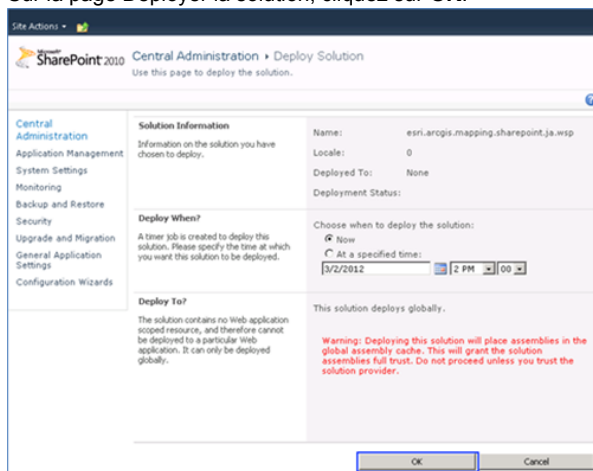 Sur la page Déployer la solution, cliquez sur OK.
Site Actions
Microsoft
SharePoint 2010
Central Administration ▸ Deploy Solution
Use this page to deploy the solution.
Central
Administration
Application Management
System Settings
Monitoring
Backup and Restore
Security
Upgrade and Migration
General Application
Settings
Configuration Wizards
Solution Information
Information on the solution you have
chosen to deploy.
Name: esri.arcgis.mapping.sharepoint.ja.wsp
Locale: 0
Deployed To: None
Deployment Status:
Deploy When?
A timer job is created to deploy this
solution. Please specify the time at which
you want this solution to be deployed.
Choose when to deploy the solution:
Now
At a specified time:
3/2/2012 2 PM 00
Deploy To?
The solution contains no Web application
scoped resource, and therefore cannot
be deployed to a particular Web
application. It can only be deployed
globally.
This solution deploys globally.
Warning: Deploying this solution will place assemblies in the
global assembly cache. This will grant the solution
assemblies full trust. Do not proceed unless you trust the
solution provider.
OK Cancel